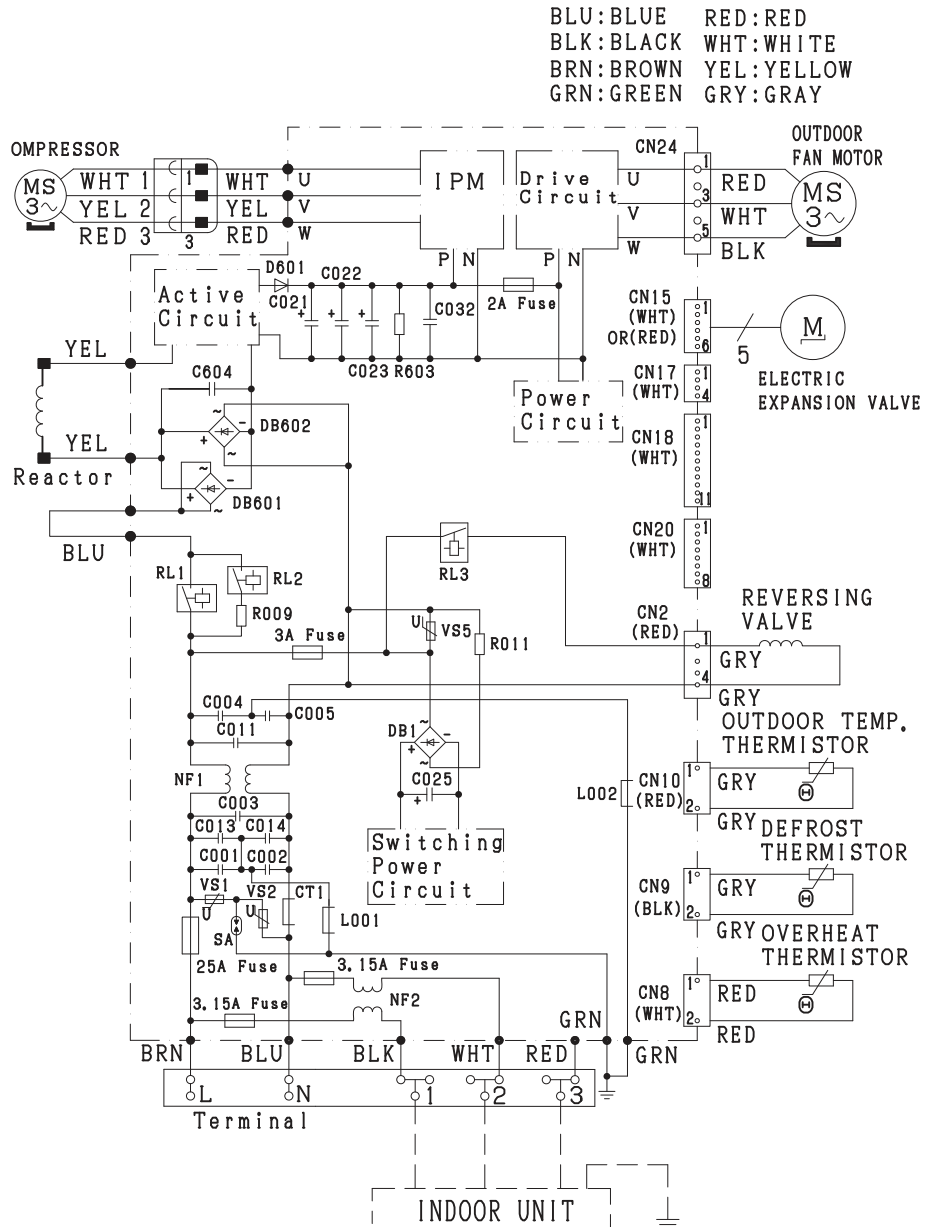 BLU:BLUE RED:RED
BLK:BLACK WHT:WHITE
BRN:BROWN YEL:YELLOW
GRN:GREEN GRY:GRAY
OMPRESSOR
MS
3~
WHT 1
YEL 2
RED 3
1
3
WHT
YEL
RED
U
V
W
IPM
P N
Drive
Circuit
P N
U
V
W
CN24
1
3
5
RED
WHT
BLK
OUTDOOR
FAN MOTOR
MS
3~
D601
C022
Active
Circuit
C021
+
+
+
C032
2A Fuse
C023 R603
CN15
(WHT)
OR(RED)
1
6
5
M
ELECTRIC
EXPANSION VALVE
Power
Circuit
CN17
(WHT)
1
4
CN18
(WHT)
1
11
CN20
(WHT)
1
8
YEL
YEL
Reactor
C604
~
-
+
~
DB602
~
-
+
~
DB601
BLU
RL1
RL2
R009
RL3
3A Fuse
U
VS5
R011
CN2
(RED)
1
4
REVERSING
VALVE
GRY
GRY
C004
C005
C011
NF1
C003
C013 C014
C001 C002
DB1
~
+
-
~
C025
+
Switching
Power
Circuit
L002
CN10
(RED)
1
2
GRY
GRY
OUTDOOR TEMP.
THERMISTOR
Θ
CN9
(BLK)
1
2
GRY
GRY
DEFROST
THERMISTOR
Θ
CN8
(WHT)
1
2
RED
RED
OVERHEAT
THERMISTOR
Θ
VS1
U
VS2
U
CT1
L001
SA
25A Fuse
3.15A Fuse
3.15A Fuse
NF2
GRN
BRN
BLU
BLK
WHT
RED
GRN
L
N
1
2
3
Terminal
INDOOR UNIT